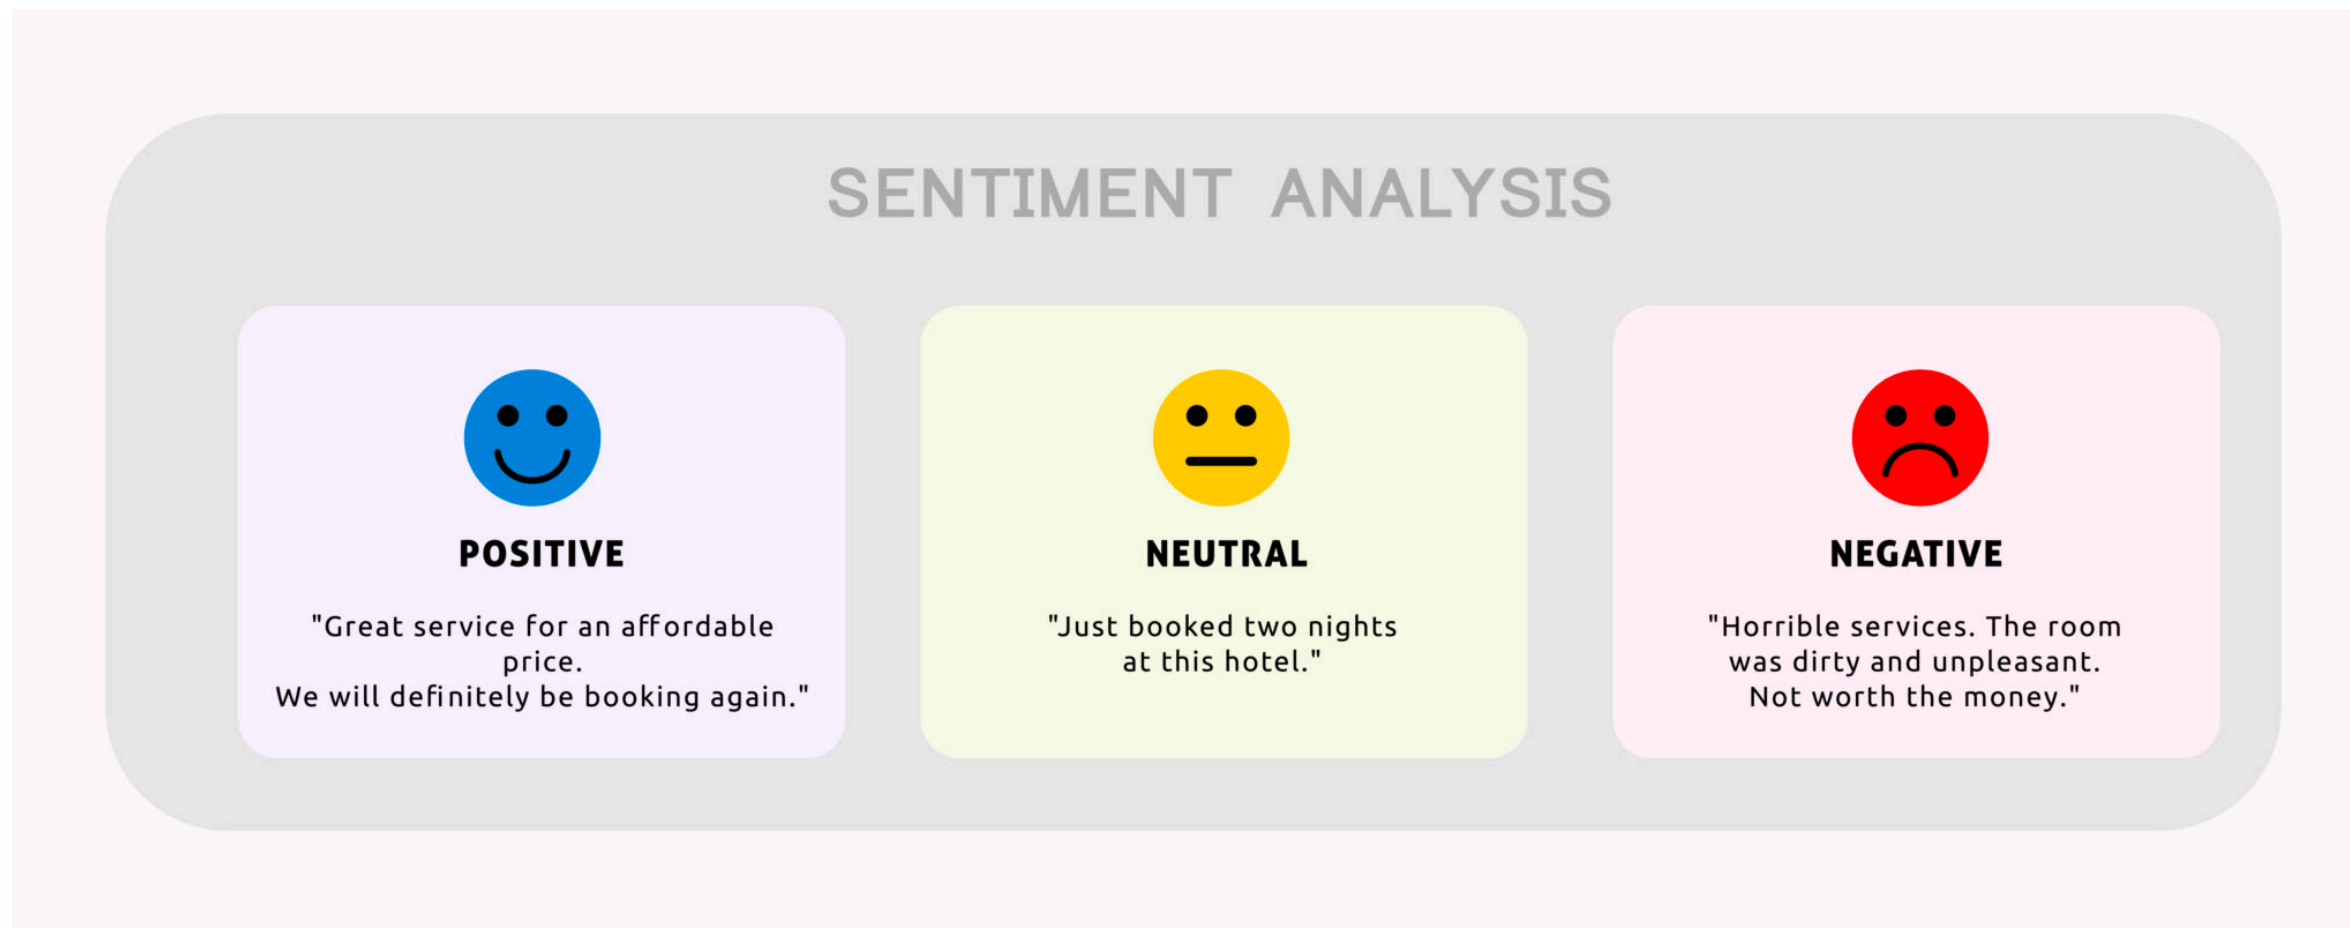 SENTIMENT ANALYSIS
POSITIVE
"Great service for an affordable
price.
We will definitely be booking again."
NEUTRAL
"Just booked two nights
at this hotel."
NEGATIVE
"Horrible services. The room
was dirty and unpleasant.
Not worth the money."